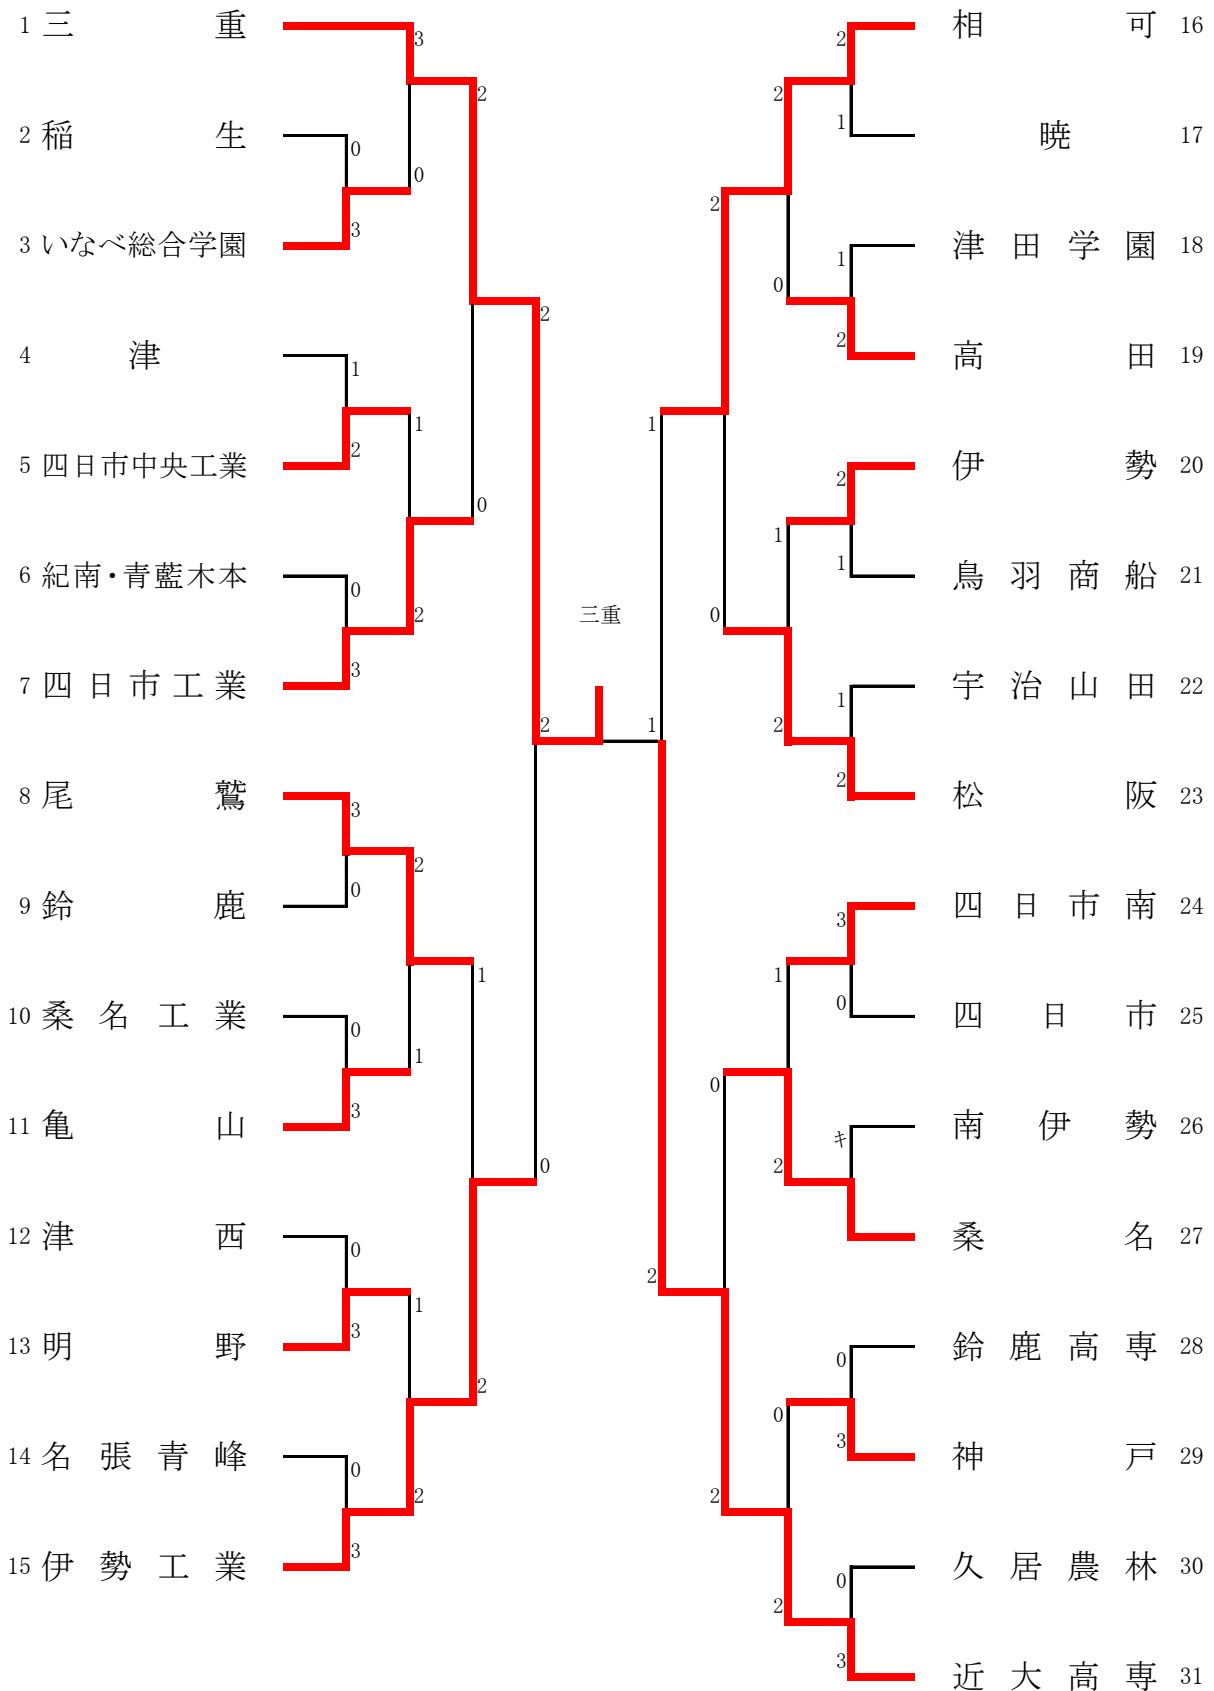 1 三重
3
2
2 稲生
0
0
3 いなべ総合学園
3
2
4 津
1
1
5 四日市中央工業
2
0
6 紀南・青藍木本
0
2
7 四日市工業
3
2
8 尾鷲
3
2
9 鈴鹿
0
1
10 桑名工業
0
1
11 亀山
3
0
12 津西
0
1
13 明野
3
2
14 名張青峰
0
2
15 伊勢工業
3
三重
相可 16
2
2
暁 17
1
2
津田学園 18
1
0
高田 19
2
1
伊勢 20
2
1
鳥羽商船 21
1
0
宇治山田 22
1
2
松阪 23
2
1
四日市南 24
3
1
四日市 25
0
0
南伊勢 26
キ
2
桑名 27
2
鈴鹿高専 28
0
0
神戸 29
3
2
久居農林 30
0
2
近大高専 31
3